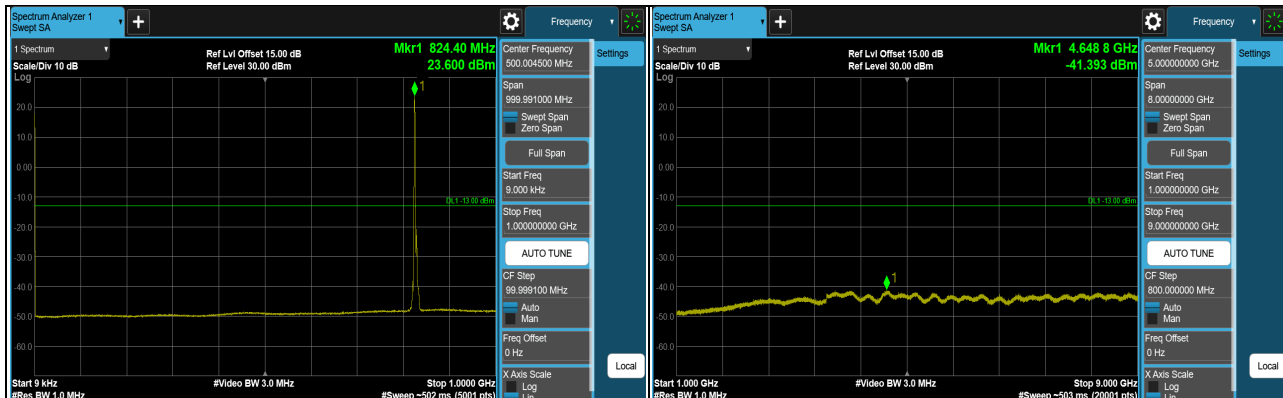 Spectrum Analyzer 1
Swept SA
+
Frequency
1 Spectrum
Scale/Div 10 dB
Log
Ref Lvl Offset 15.00 dB
Ref Level 30.00 dBm
Mkr1 824.40 MHz
23.600 dBm
1
20.0
10.0
0.00
-10.0
DL1 -13.00 dBm
-20.0
-30.0
-40.0
-50.0
-60.0
Start 9 kHz
#Res BW 1.0 MHz
#Video BW 3.0 MHz
Stop 1.0000 GHz
#Sweep ~502 ms (5001 pts)
Center Frequency
500.004500 MHz
Settings
Span
999.991000 MHz
Swept Span
Zero Span
Full Span
Start Freq
9.000 kHz
Stop Freq
1.000000000 GHz
AUTO TUNE
CF Step
99.999100 MHz
Auto
Man
Freq Offset
0 Hz
X Axis Scale
Log
Lin
Local
Spectrum Analyzer 1
Swept SA
+
Frequency
1 Spectrum
Scale/Div 10 dB
Log
Ref Lvl Offset 15.00 dB
Ref Level 30.00 dBm
Mkr1 4.648 8 GHz
-41.393 dBm
20.0
10.0
0.00
-10.0
DL1 -13.00 dBm
-20.0
-30.0
1
-40.0
-50.0
-60.0
Start 1.000 GHz
#Res BW 1.0 MHz
#Video BW 3.0 MHz
Stop 9.000 GHz
#Sweep ~503 ms (20001 pts)
Center Frequency
5.000000000 GHz
Settings
Span
8.00000000 GHz
Swept Span
Zero Span
Full Span
Start Freq
1.000000000 GHz
Stop Freq
9.000000000 GHz
AUTO TUNE
CF Step
800.000000 MHz
Auto
Man
Freq Offset
0 Hz
X Axis Scale
Log
Lin
Local